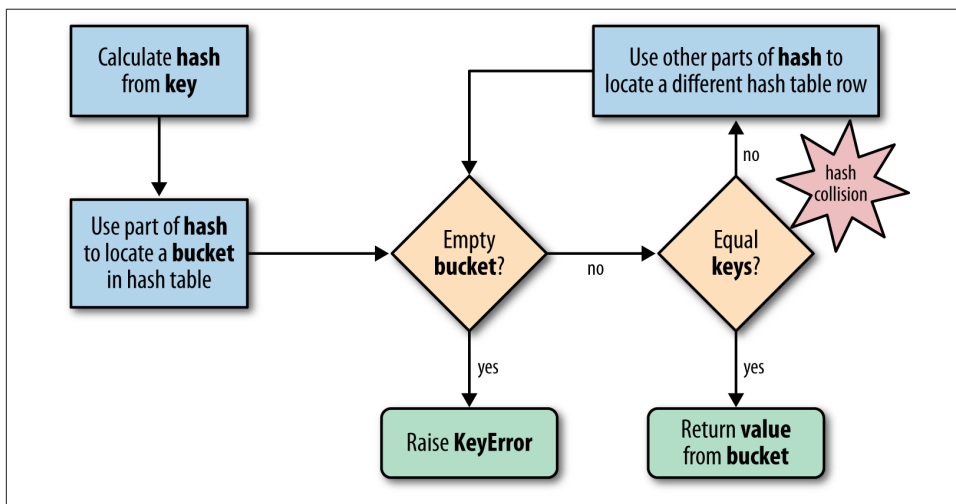 Calculate hash
from key
Use other parts of hash to
locate a different hash table row
no
hash
collision
Use part of hash
to locate a bucket
in hash table
Empty
bucket?
no
Equal
keys?
yes
yes
Raise KeyError
Return value
from bucket